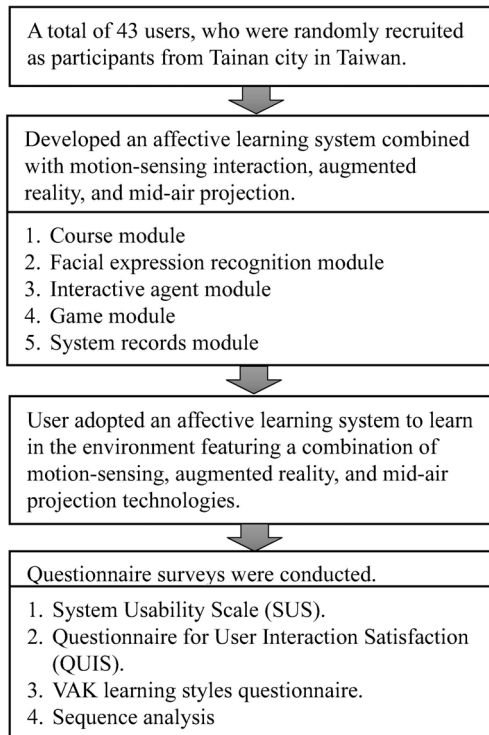 A total of 43 users, who were randomly recruited
as participants from Tainan city in Taiwan.
Developed an affective learning system combined
with motion-sensing interaction, augmented
reality, and mid-air projection.
1. Course module
2. Facial expression recognition module
3. Interactive agent module
4. Game module
5. System records module
User adopted an affective learning system to learn
in the environment featuring a combination of
motion-sensing, augmented reality, and mid-air
projection technologies.
Questionnaire surveys were conducted.
1. System Usability Scale (SUS).
2. Questionnaire for User Interaction Satisfaction
(QUIS).
3. VAK learning styles questionnaire.
4. Sequence analysis